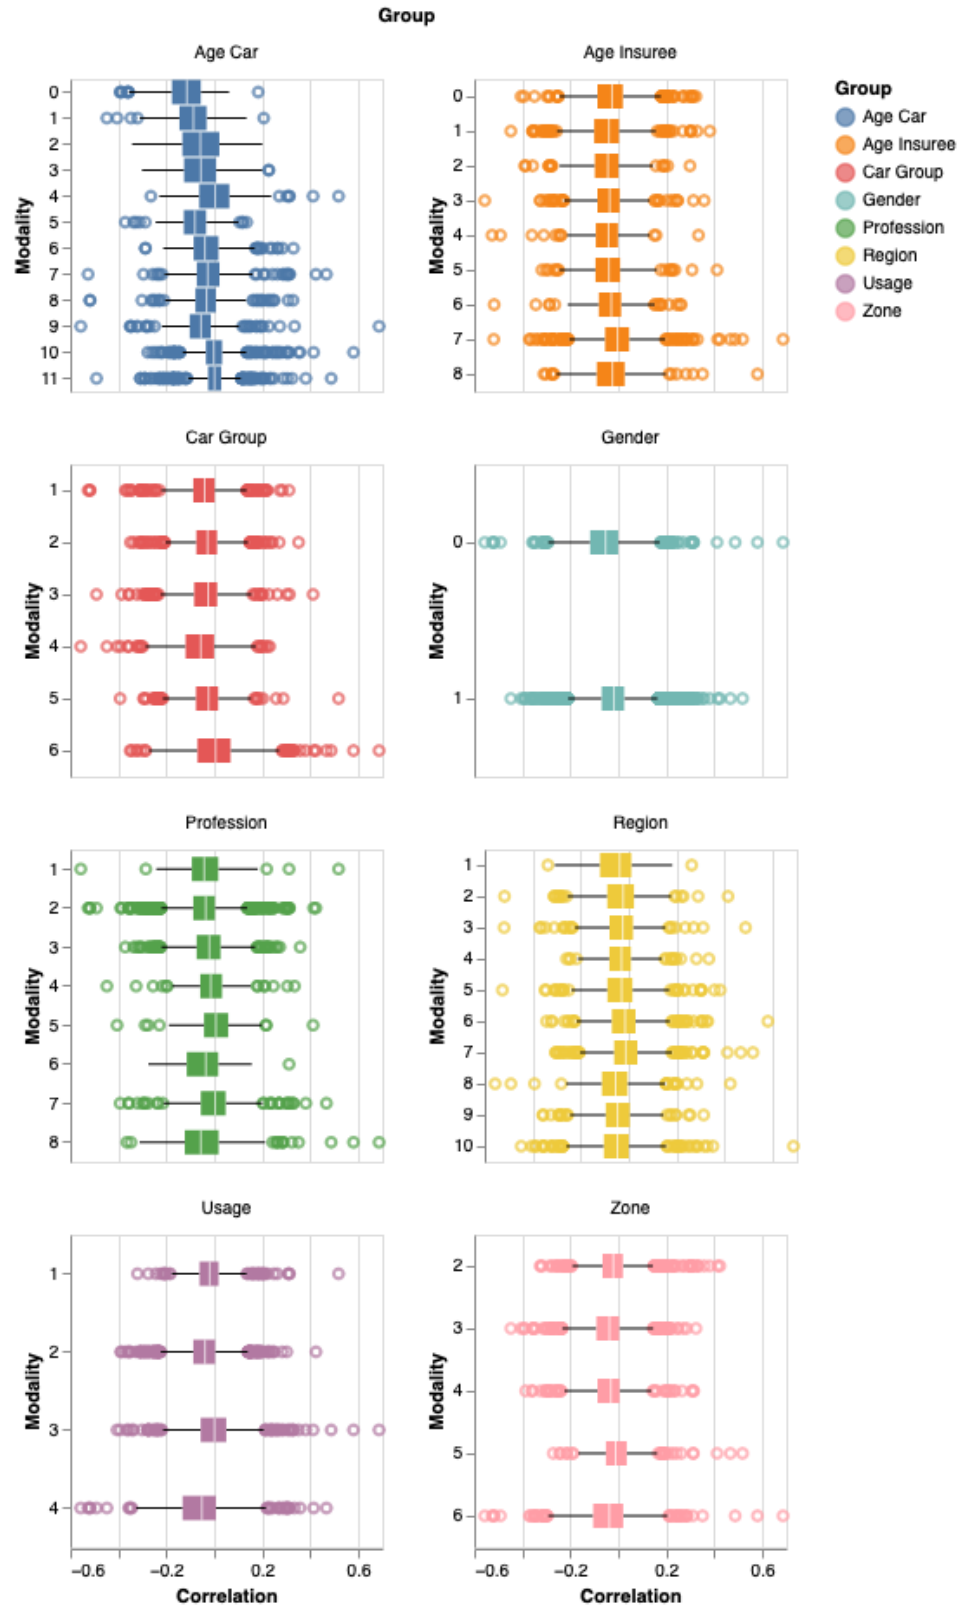 Group
Age Car
Age Insuree
Modality
0
1
2
3
4
5
6
7
8
9
10
11
Modality
0
1
2
3
4
5
6
7
8
Group
Age Car
Age Insuree
Car Group
Gender
Profession
Region
Usage
Zone
Car Group
Gender
Modality
1
2
3
4
5
6
Modality
0
1
Profession
Region
Modality
1
2
3
4
5
6
7
8
Modality
1
2
3
4
5
6
7
8
9
10
Usage
Zone
Modality
1
2
3
4
−0.6 −0.2 0.2 0.6
Correlation
Modality
2
3
4
5
6
−0.6 −0.2 0.2 0.6
Correlation